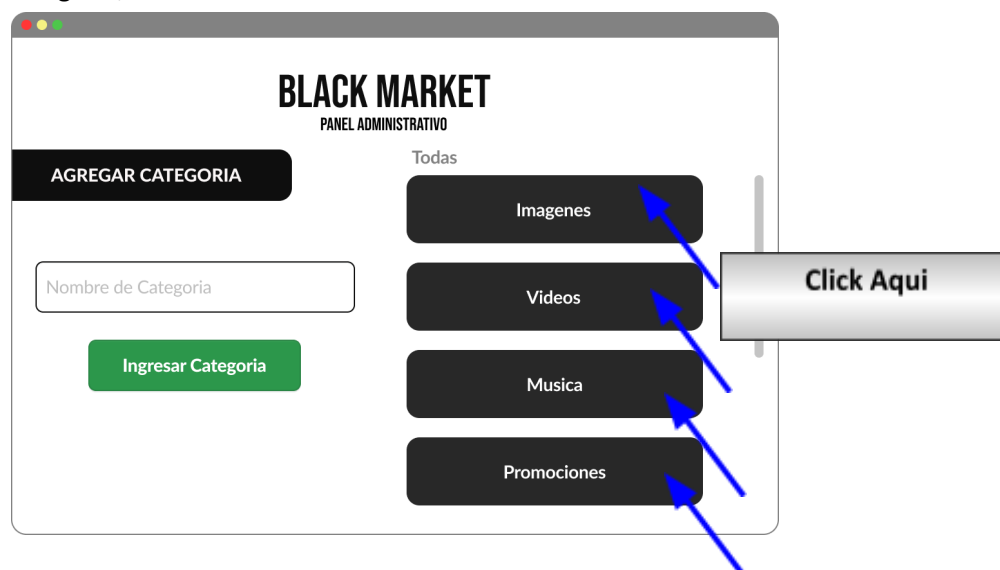 BLACK MARKET
PANEL ADMINISTRATIVO
AGREGAR CATEGORIA
Nombre de Categoria
Ingresar Categoria
Todas
Imagenes
Videos
Musica
Promociones
Click Aqui